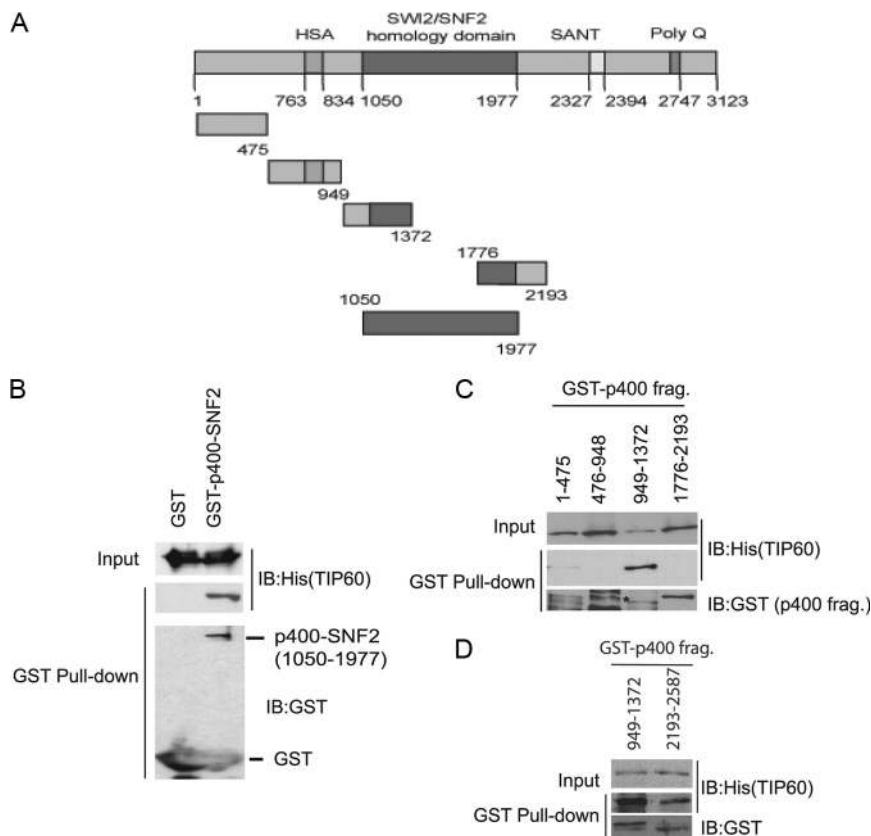 A
SWI2/SNF2
HSA homology domain SANT Poly Q
1 763 834 1050 1977 2327 2394 2747 3123
475
949
1372
1776
2193
1050
1977
B
GST
GST-p400-SNF2
Input
IB:His(TIP60)
p400-SNF2
(1050-1977)
GST Pull-down
IB:GST
GST
C
GST-p400 frag.
1-475
476-948
949-1372
1776-2193
Input
IB:His(TIP60)
GST Pull-down
*
IB:GST (p400 frag.)
D
GST-p400 frag.
949-1372
2193-2587
Input
IB:His(TIP60)
GST Pull-down
IB:GST